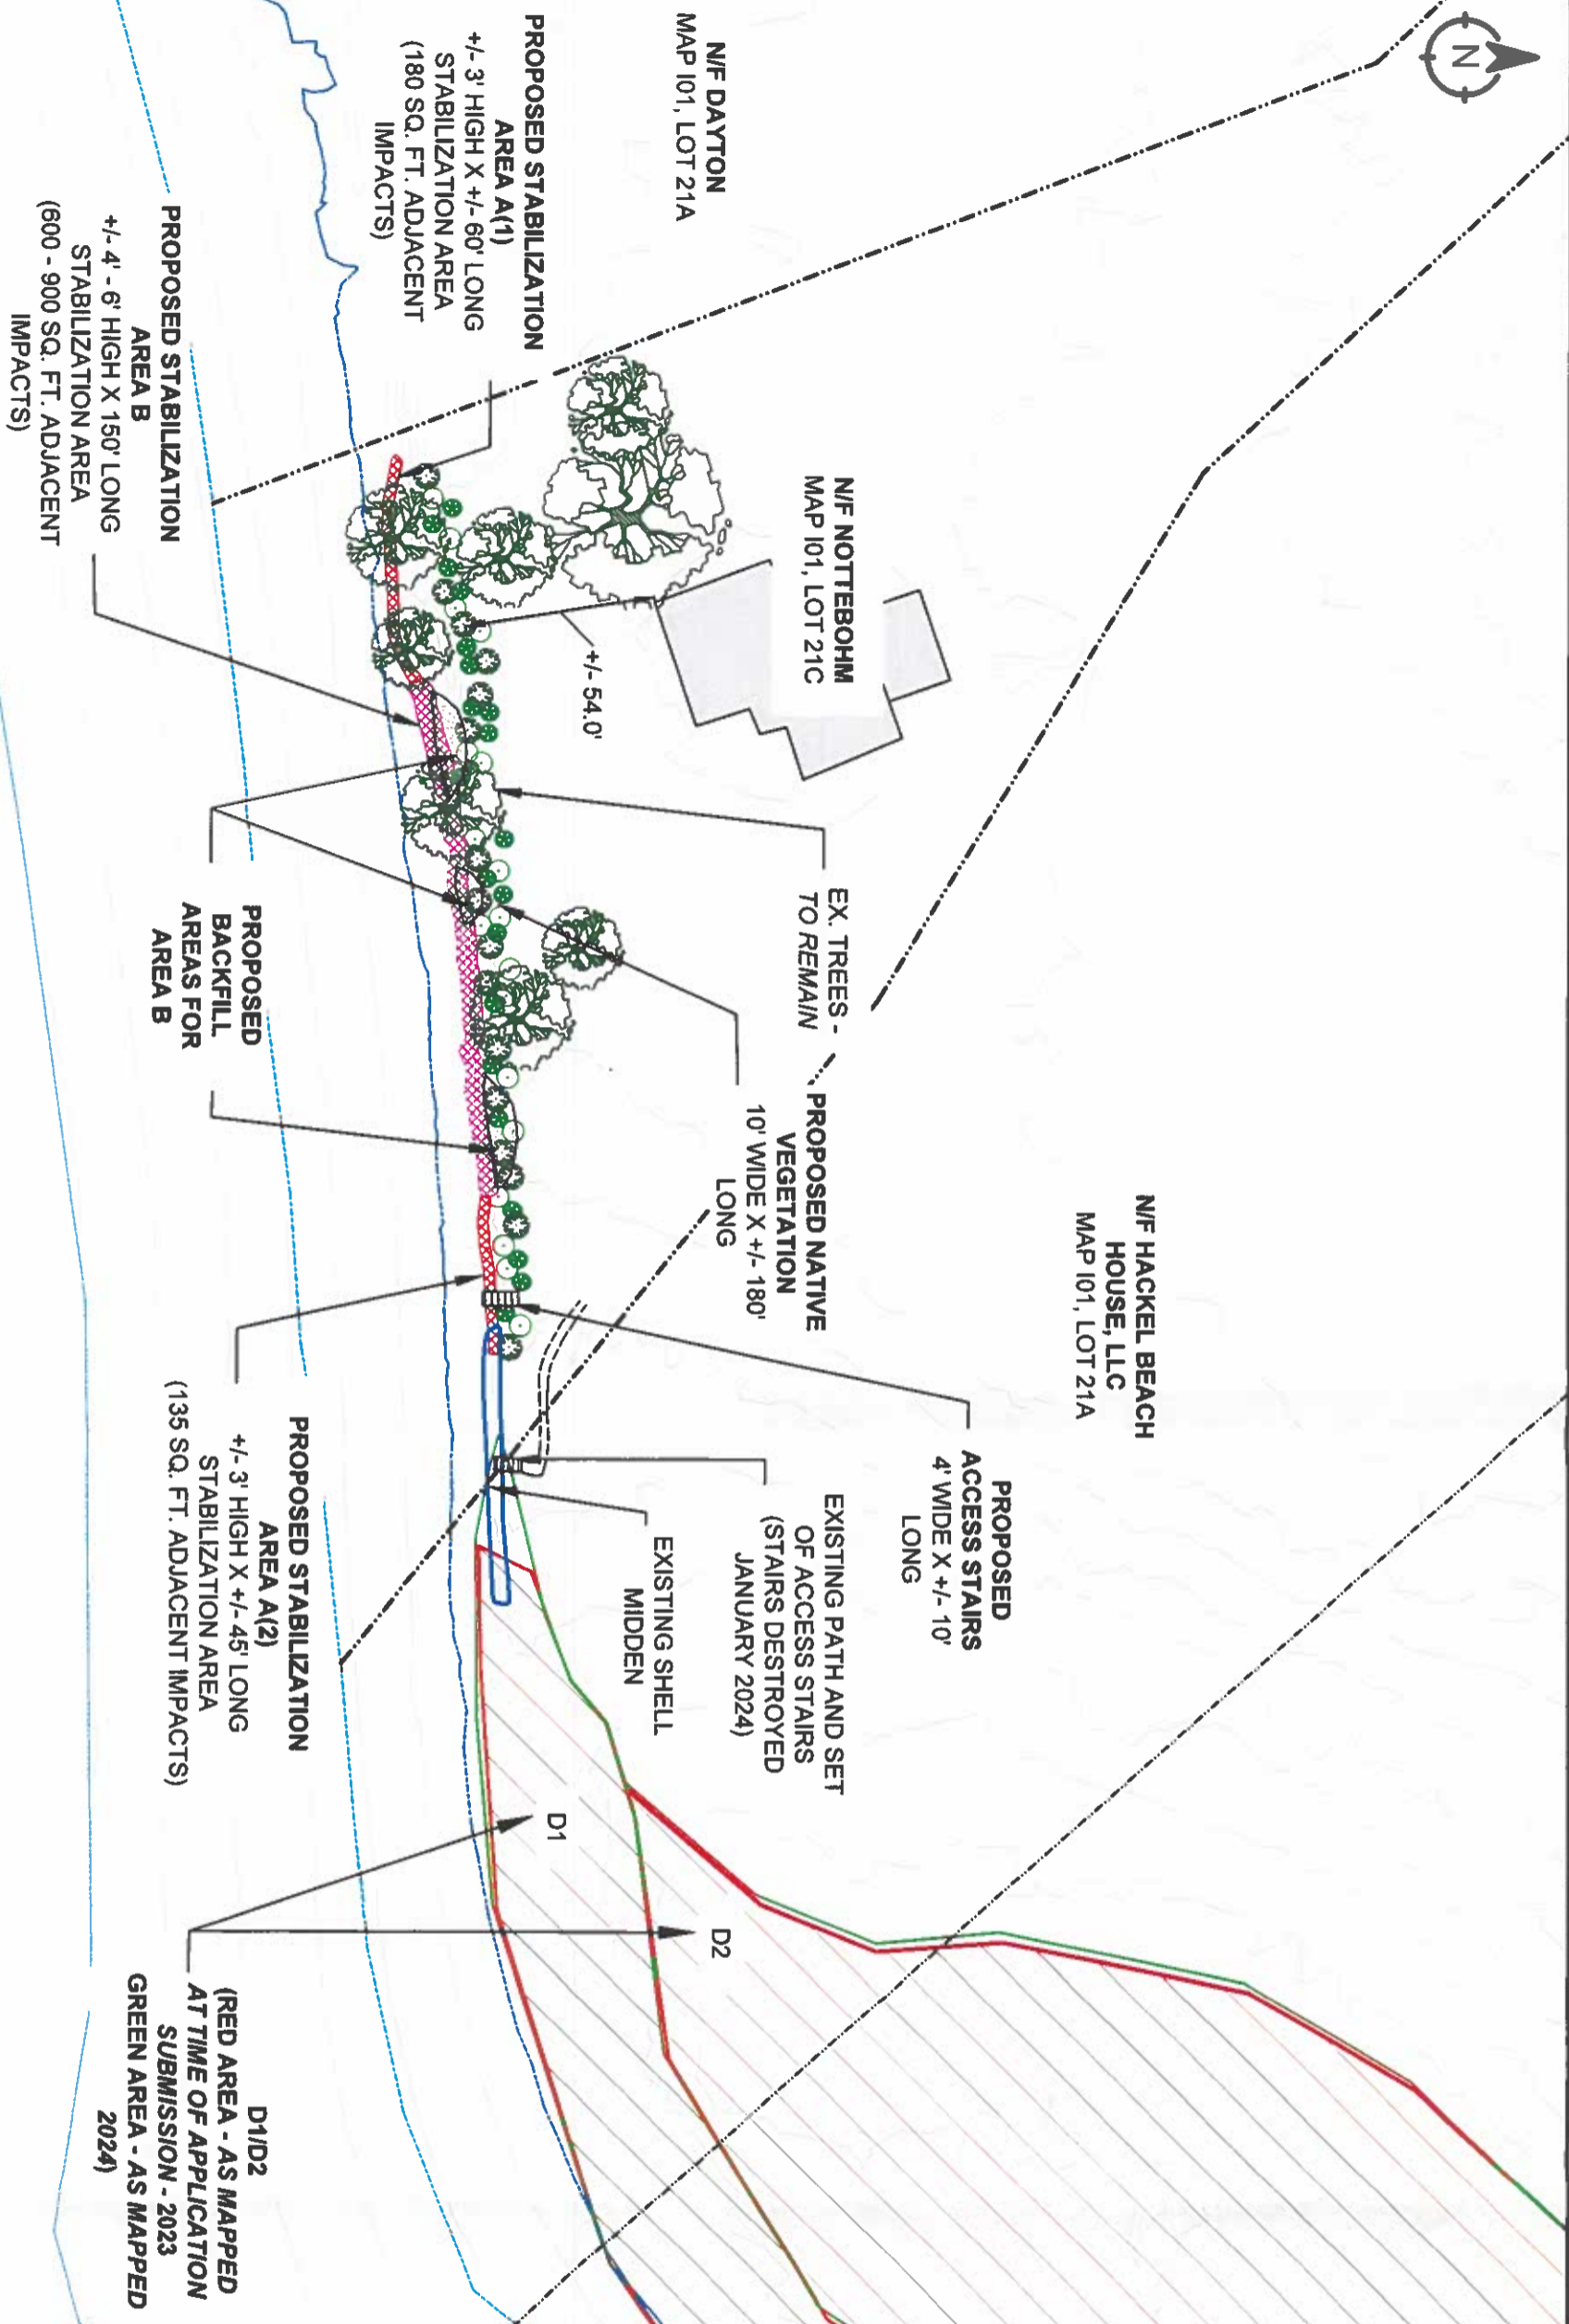 N
N/F DAYTON
MAP I01, LOT 21A
PROPOSED STABILIZATION
AREA A(1)
+/- 3' HIGH X +/- 60' LONG
STABILIZATION AREA
(180 SQ. FT. ADJACENT
IMPACTS)
PROPOSED STABILIZATION
AREA B
+/- 4' - 6' HIGH X 150' LONG
STABILIZATION AREA
(600 - 900 SQ. FT. ADJACENT
IMPACTS)
N/F NOTTEBOHM
MAP I01, LOT 21C
+/- 54.0'
EX. TREES -
TO REMAIN
PROPOSED
BACKFILL
AREAS FOR
AREA B
PROPOSED NATIVE
VEGETATION
10' WIDE X +/- 180'
LONG
N/F HACKEL BEACH
HOUSE, LLC
MAP I01, LOT 21A
PROPOSED
ACCESS STAIRS
4' WIDE X +/- 10'
LONG
EXISTING PATH AND SET
OF ACCESS STAIRS
(STAIRS DESTROYED
JANUARY 2024)
EXISTING SHELL
MIDDEN
PROPOSED STABILIZATION
AREA A(2)
+/- 3' HIGH X +/- 45' LONG
STABILIZATION AREA
(135 SQ. FT. ADJACENT IMPACTS)
D1
D2
D1/D2
(RED AREA - AS MAPPED
AT TIME OF APPLICATION
SUBMISSION - 2023
GREEN AREA - AS MAPPED
2024)